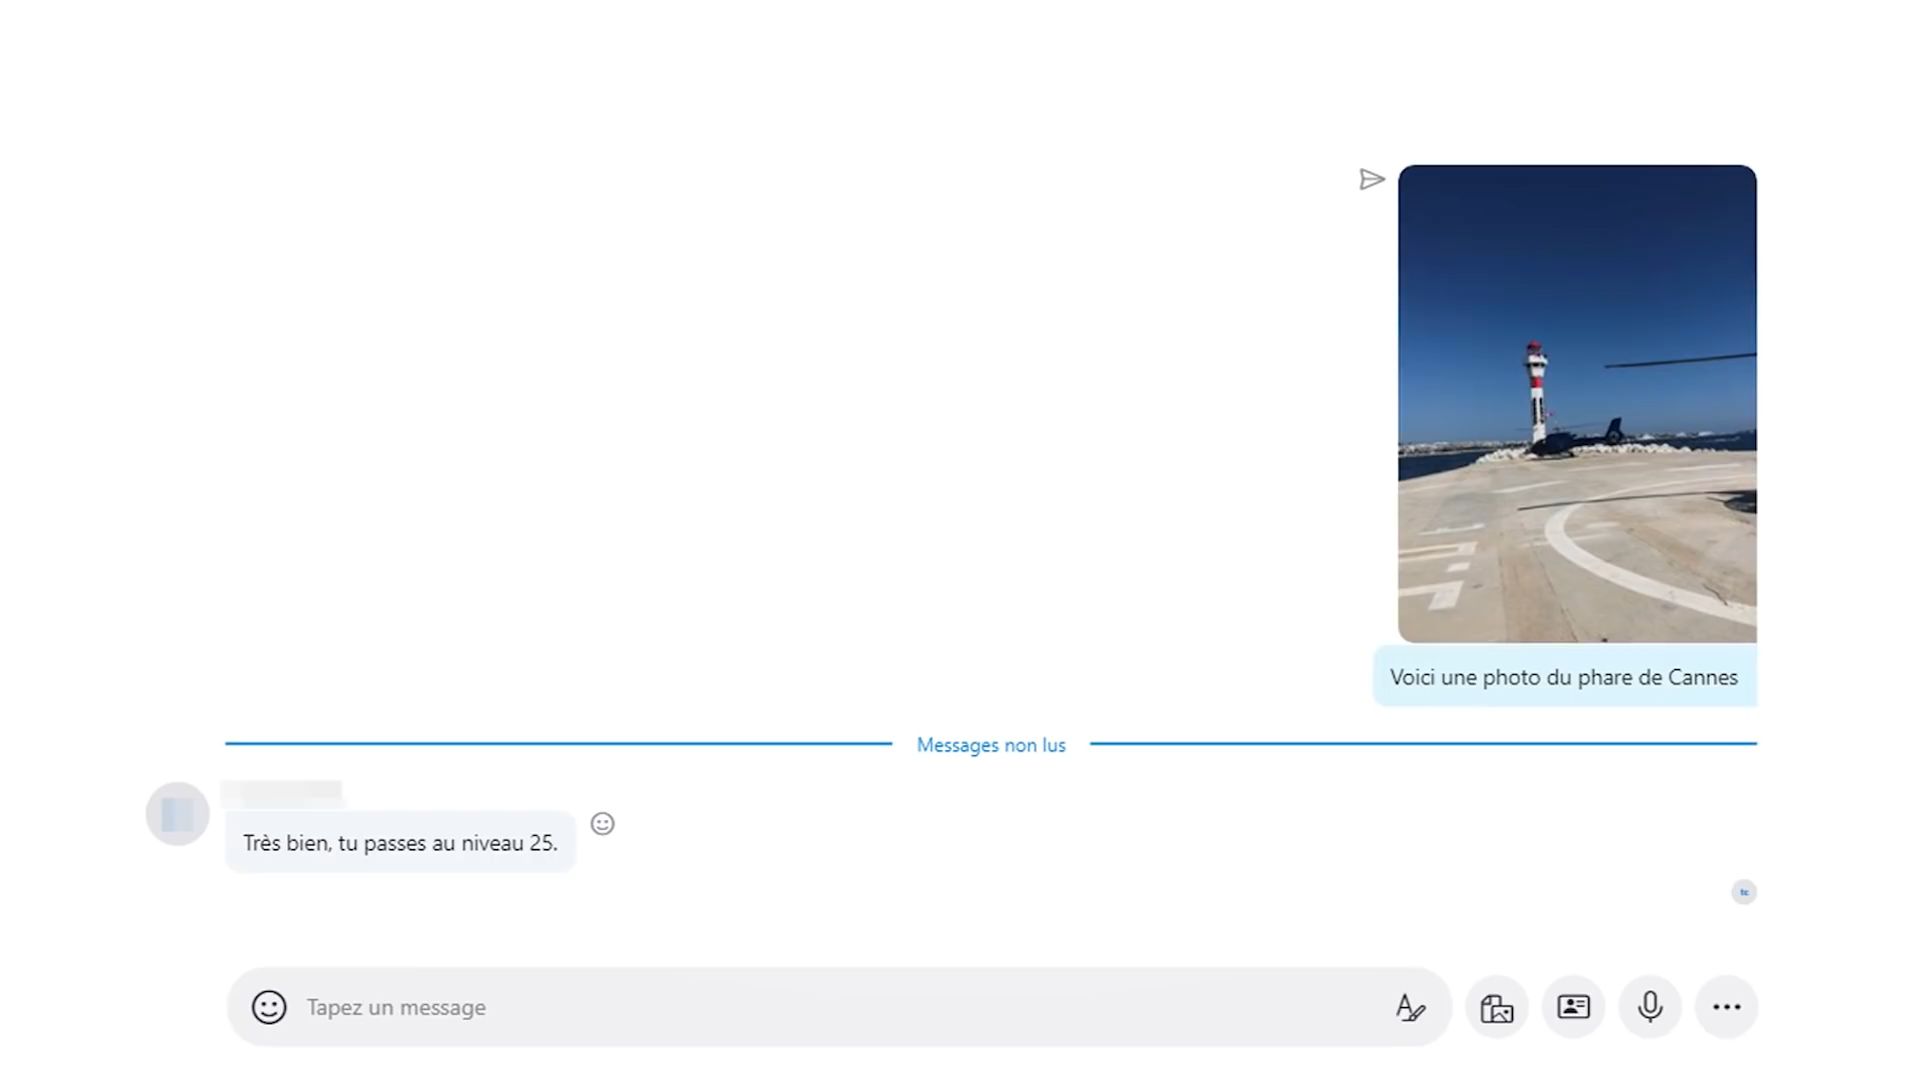 Voici une photo du phare de Cannes
Messages non lus
Très bien, tu passes au niveau 25.
tc
Tapez un message